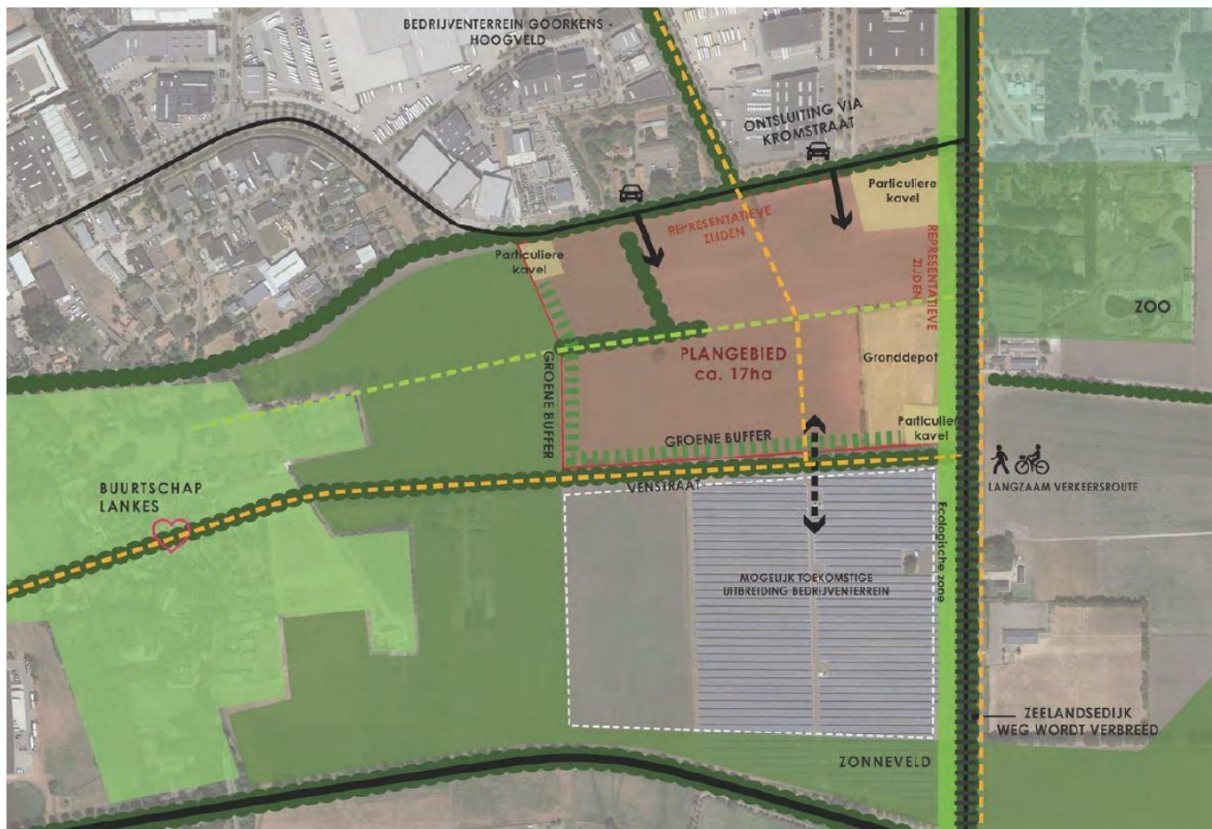 BEDRIJVENTERREIN GOORKENS -
HOOGVELD
ONTSLUITING VIA
KROMSTRAAT
Particuliere
kavel
REPRESENTATIEVE
ZIJDEN
REPRESENTATIEVE
ZIJDEN
Particuliere
kavel
ZOO
PLANGEBIED
ca. 17ha
Gronddepot
GROENE BUFFER
GROENE BUFFER
Particuliere
kavel
VENSTRAAT
LANGZAAM VERKEERSROUTE
BUURTSCHAP
LANKES
Ecologische zone
MOGELIJK TOEKOMSTIGE
UITBREIDING BEDRIJVENTERREIN
ZEELANDSEDIJK
WEG WORDT VERBREED
ZONNEVELD